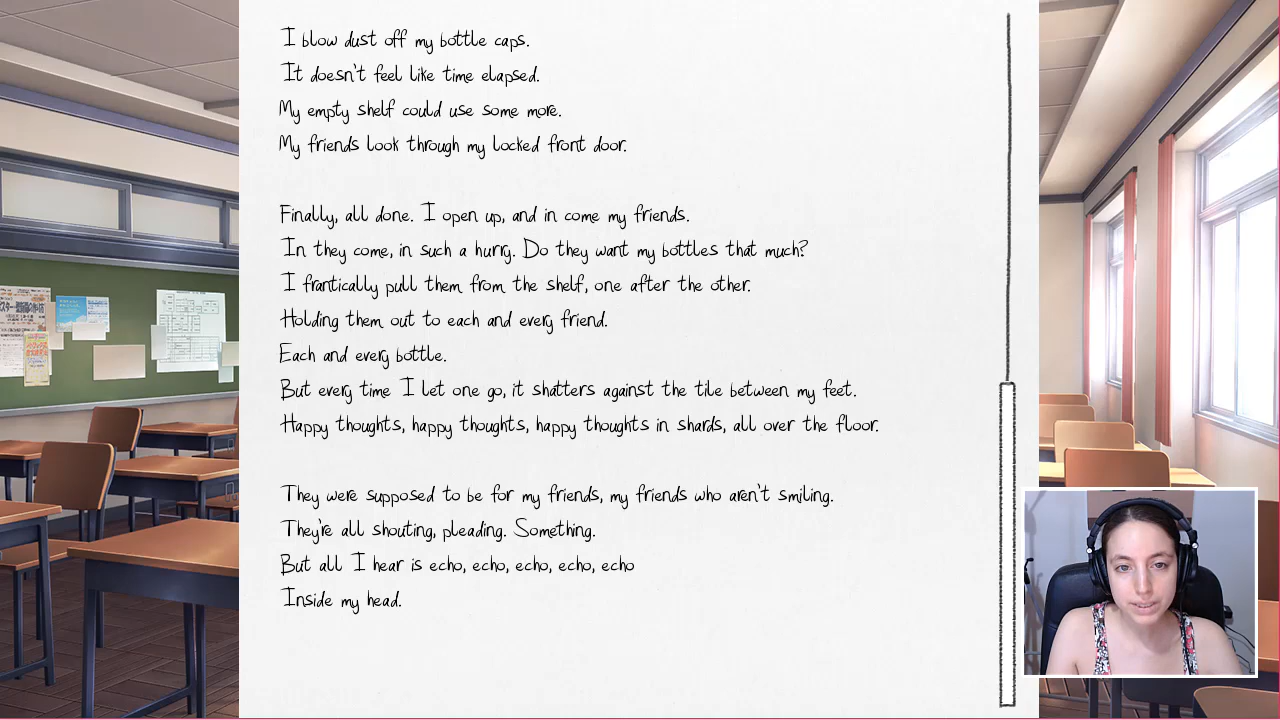 I blow dust off my bottle caps.
It doesn't feel like time elapsed.
My empty shelf could use some more.
My friends look through my locked front door.
Finally, all done. I open up, and in come my friends.
In they come, in such a hurry. Do they want my bottles that much?
I frantically pull them from the shelf, one after the other.
Holding them out to each and every friend.
Each and every bottle.
But every time I let one go, it shatters against the tile between my feet.
Happy thoughts, happy thoughts, happy thoughts in shards, all over the floor.
They were supposed to be for my friends, my friends who aren't smiling.
They're all shouting, pleading. Something.
But all I hear is echo, echo, echo, echo, echo
Inside my head.